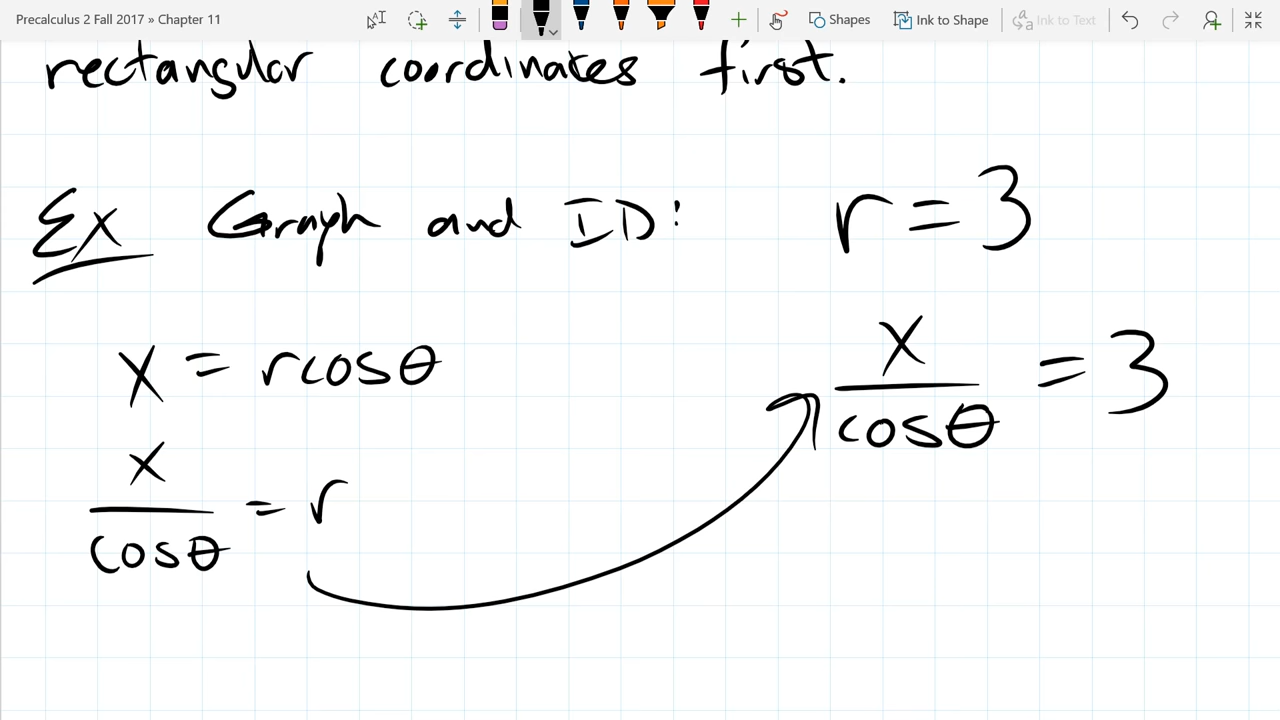 Precalculus 2 Fall 2017 » Chapter 11
Shapes
Ink to Shape
Ink to Text
rectangular coordinates first.
Ex Graph and ID: r = 3
x = rcosθ
x/cosθ = 3
x/cosθ = r